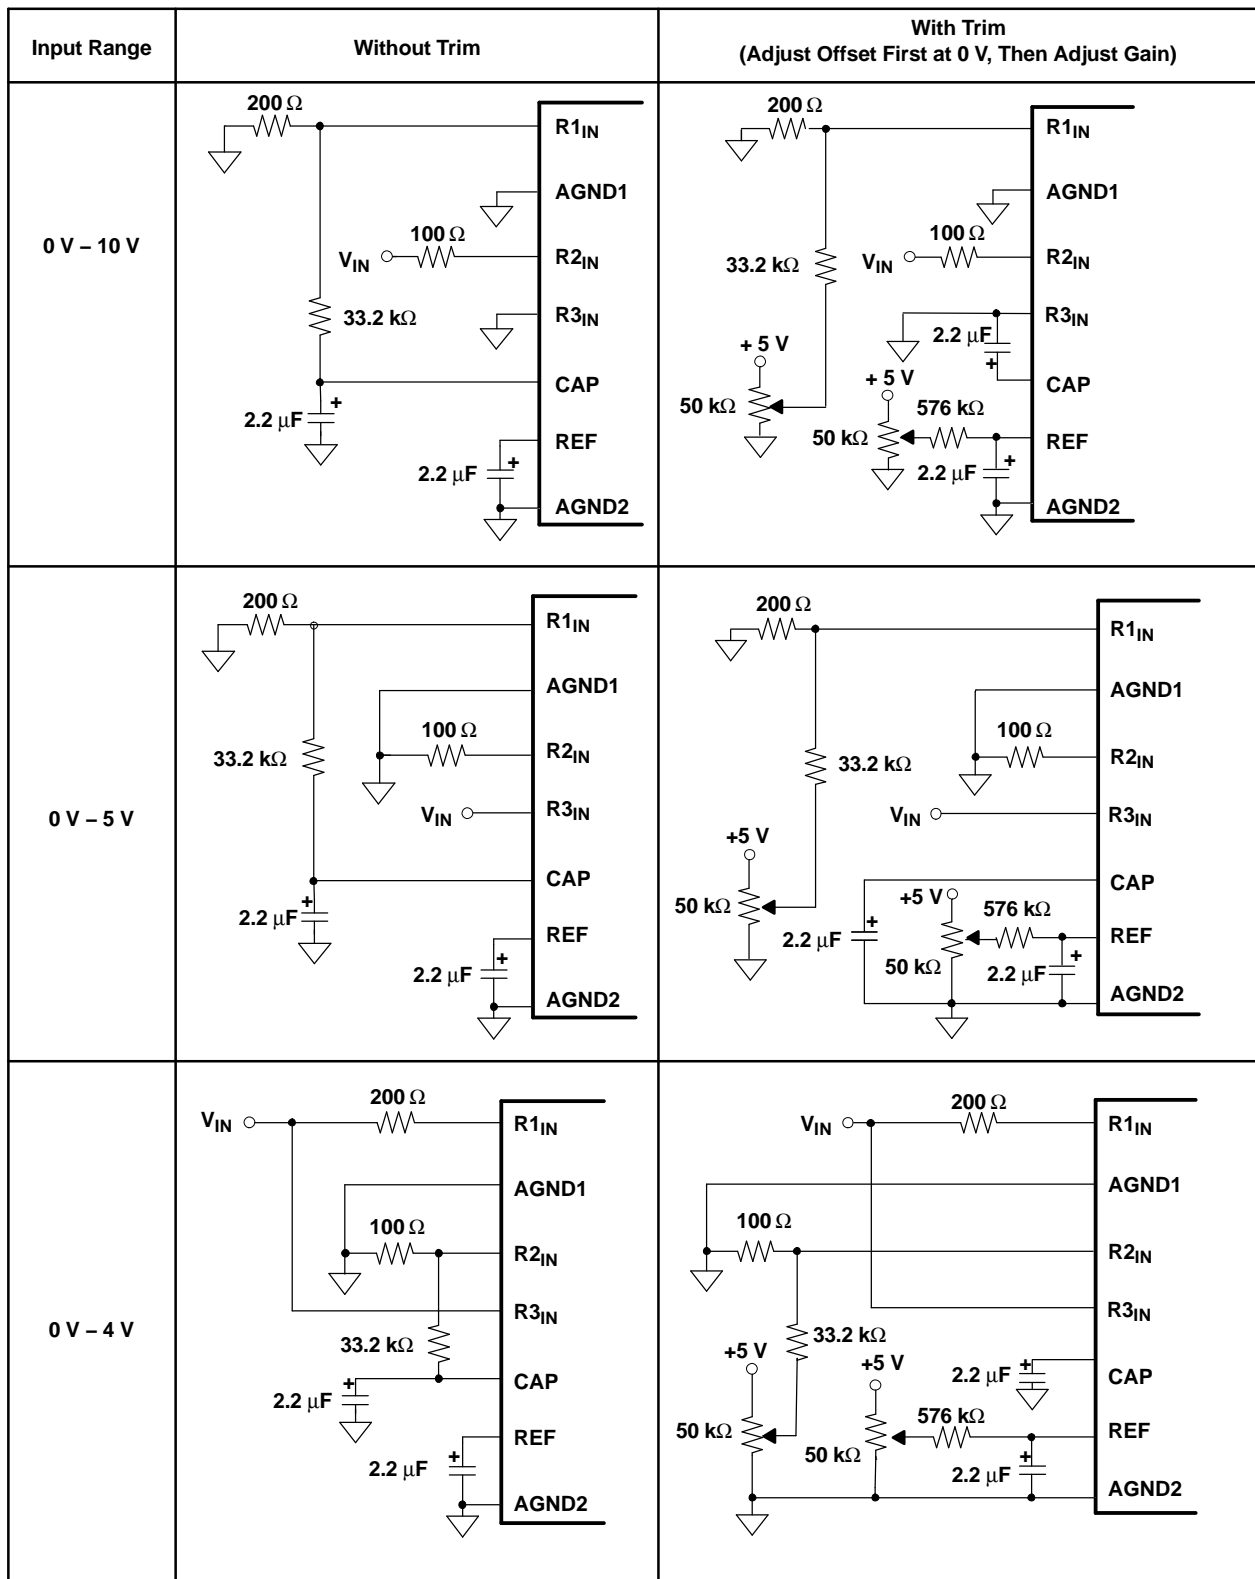 Input Range
Without Trim
With Trim
(Adjust Offset First at 0 V, Then Adjust Gain)
0 V – 10 V
200 Ω
R1IN
AGND1
100 Ω
VIN
R2IN
33.2 kΩ
R3IN
CAP
+
2.2 µF
REF
+
2.2 µF
AGND2
200 Ω
R1IN
AGND1
100 Ω
33.2 kΩ
VIN
R2IN
R3IN
2.2 µF
+ 5 V
+
CAP
+ 5 V
50 kΩ
576 kΩ
50 kΩ
REF
+
2.2 µF
AGND2
0 V – 5 V
200 Ω
R1IN
AGND1
100 Ω
33.2 kΩ
R2IN
VIN
R3IN
CAP
+
2.2 µF
REF
+
2.2 µF
AGND2
200 Ω
R1IN
AGND1
100 Ω
33.2 kΩ
R2IN
VIN
R3IN
+5 V
CAP
+5 V
50 kΩ
576 kΩ
+
2.2 µF
REF
50 kΩ
+
2.2 µF
AGND2
0 V – 4 V
200 Ω
VIN
R1IN
AGND1
100 Ω
R2IN
R3IN
33.2 kΩ
CAP
+
2.2 µF
REF
+
2.2 µF
AGND2
200 Ω
VIN
R1IN
AGND1
100 Ω
R2IN
R3IN
33.2 kΩ
+5 V
+5 V
+
2.2 µF
CAP
576 kΩ
50 kΩ
REF
50 kΩ
+
2.2 µF
AGND2